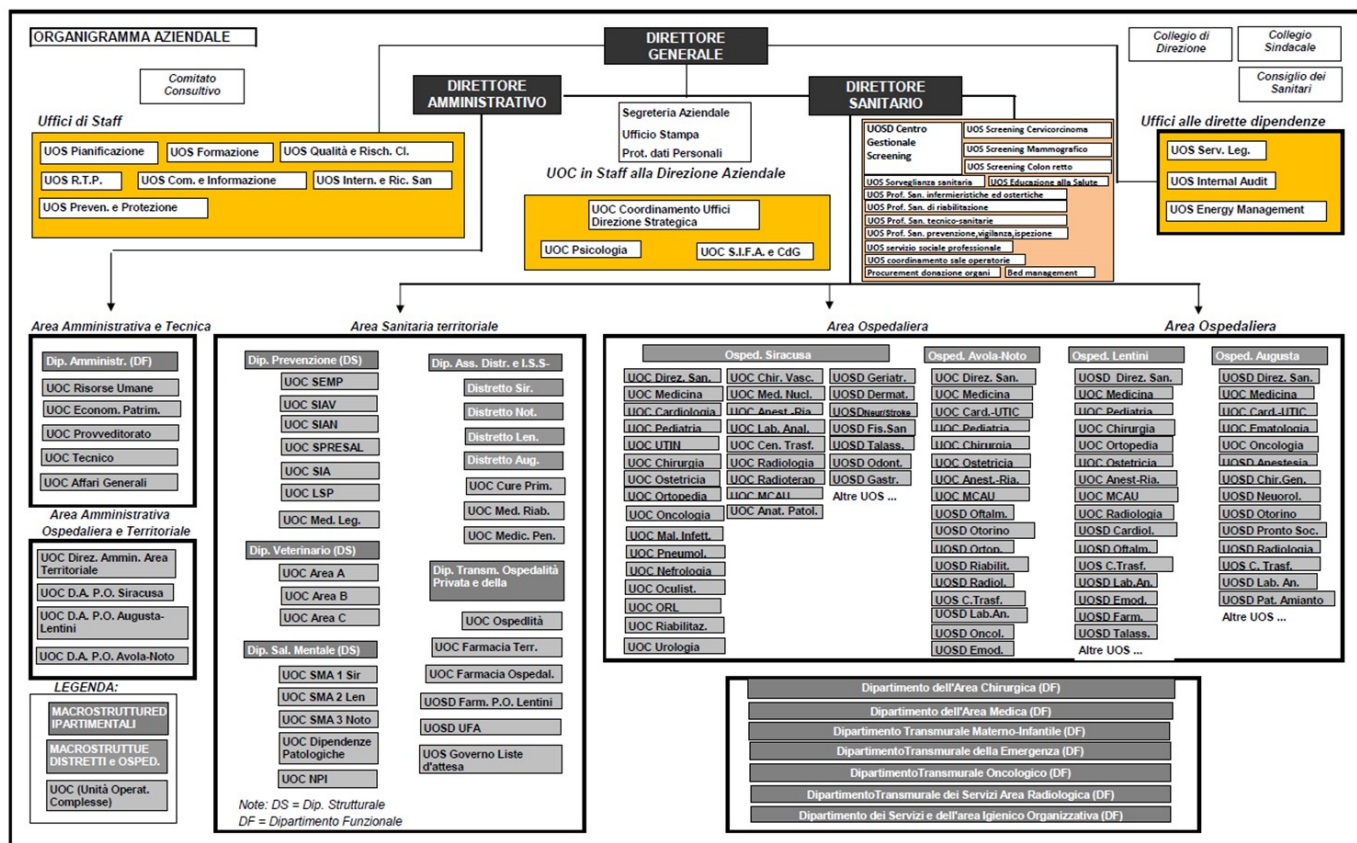 ORGANIGRAMMA AZIENDALE
DIRETTORE
GENERALE
Collegio di
Direzione
Collegio
Sindacale
Consiglio dei
Sanitari
Comitato
Consultivo
DIRETTORE
AMMINISTRATIVO
DIRETTORE
SANITARIO
Segreteria Aziendale
Ufficio Stampa
Prot. dati Personali
Uffici di Staff
UOS Pianificazione
UOS Formazione
UOS Qualità e Risch. Cl.
UOS R.T.P.
UOS Com. e Informazione
UOS Intern. e Ric. San
UOS Preven. e Protezione
UOC in Staff alla Direzione Aziendale
UOC Coordinamento Uffici
Direzione Strategica
UOC Psicologia
UOC S.I.F.A. e CdG
UOSD Centro
Gestionale
Screening
UOS Screening Cervicorcinoma
UOS Screening Mammografico
UOS Screening Colon retto
UOS Sorveglianza sanitaria
UOS Educazione alla Salute
UOS Prof. San. infermieristiche ed ostertiche
UOS Prof. San. di riabilitazione
UOS Prof. San. tecnico-sanitarie
UOS Prof. San. prevenzione,vigilanza,ispezione
UOS servizio sociale professionale
UOS coordinamento sale operatorie
Procurement donazione organi
Bed management
Uffici alle dirette dipendenze
UOS Serv. Leg.
UOS Internal Audit
UOS Energy Management
Area Amministrativa e Tecnica
Dip. Amministr. (DF)
UOC Risorse Umane
UOC Econom. Patrim.
UOC Provveditorato
UOC Tecnico
UOC Affari Generali
Area Amministrativa
Ospedaliera e Territoriale
UOC Direz. Ammin. Area
Territoriale
UOC D.A. P.O. Siracusa
UOC D.A. P.O. Augusta-
Lentini
UOC D.A. P.O. Avola-Noto
LEGENDA:
MACROSTRUTTURED
IPARTIMENTALI
MACROSTRUTTUE
DISTRETTI e OSPED.
UOC (Unità Operat.
Complesse)
Area Sanitaria territoriale
Dip. Prevenzione (DS)
UOC SEMP
UOC SIAV
UOC SIAN
UOC SPRESAL
UOC SIA
UOC LSP
UOC Med. Leg.
Dip. Veterinario (DS)
UOC Area A
UOC Area B
UOC Area C
Dip. Sal. Mentale (DS)
UOC SMA 1 Sir
UOC SMA 2 Len
UOC SMA 3 Noto
UOC Dipendenze
Patologiche
UOC NPI
Note: DS = Dip. Strutturale
DF = Dipartimento Funzionale
Dip. Ass. Distr. e I.S.S-
Distretto Sir.
Distretto Not.
Distretto Len.
Distretto Aug.
UOC Cure Prim.
UOC Med. Riab.
UOC Medic. Pen.
Dip. Transm. Ospedalità
Privata e della
UOC Ospedlità
UOC Farmacia Terr.
UOC Farmacia Ospedal.
UOSD Farm. P.O. Lentini
UOSD UFA
UOS Governo Liste
d'attesa
Area Ospedaliera
Area Ospedaliera
Osped. Siracusa
UOC Direz. San.
UOC Medicina
UOC Cardiologia
UOC Pediatria
UOC UTIN
UOC Chirurgia
UOC Ostetricia
UOC Ortopedia
UOC Oncologia
UOC Mal. Infett.
UOC Pneumol.
UOC Nefrologia
UOC Oculist.
UOC ORL
UOC Riabilitaz.
UOC Urologia
UOC Chir. Vasc.
UOC Med. Nucl.
UOC Anest.-Ria.
UOC Lab. Anal.
UOC Cen. Trasf.
UOC Radiologia
UOC Radioterap
UOC MCAU
UOC Anat. Patol.
UOSD Geriatr.
UOSD Dermat.
UOSDNeurıStroke
UOSD Fis.San
UOSD Talass.
UOSD Odont.
UOSD Gastr.
Altre UOS ...
Osped. Avola-Noto
UOC Direz. San.
UOC Medicina
UOC Card.-UTIC
UOC Pediatria
UOC Chirurgia
UOC Ostetricia
UOC Anest.-Ria.
UOC MCAU
UOSD Oftalm.
UOSD Otorino
UOSD Ortop.
UOSD Riabilit.
UOSD Radiol.
UOS C.Trasf.
UOSD Lab.An.
UOSD Oncol.
UOSD Emod.
Osped. Lentini
UOSD Direz. San.
UOC Medicina
UOC Pediatria
UOC Chirurgia
UOC Ortopedia
UOC Ostetricia
UOC Anest-Ria.
UOC MCAU
UOC Radiologia
UOSD Cardiol.
UOSD Oftalm.
UOS C.Trasf.
UOSD Lab.An.
UOSD Emod.
UOSD Farm.
UOSD Talass.
Altre UOS ...
Osped. Augusta
UOSD Direz. San.
UOC Medicina
UOC Card.-UTIC
UOC Ematologia
UOC Oncologia
UOSD Anestesia
UOSD Chir.Gen.
UOSD Neuorol.
UOSD Otorino
UOSD Pronto Soc.
UOSD Radiologia
UOS C. Trasf.
UOSD Lab. An.
UOSD Pat. Amianto
Altre UOS ...
Dipartimento dell'Area Chirurgica (DF)
Dipartimento dell'Area Medica (DF)
Dipartimento Transmurale Materno-Infantile (DF)
DipartimentoTransmurale della Emergenza (DF)
DipartimentoTransmurale Oncologico (DF)
DipartimentoTransmurale dei Servizi Area Radiologica (DF)
Dipartimento dei Servizi e dell'area Igienico Organizzativa (DF)